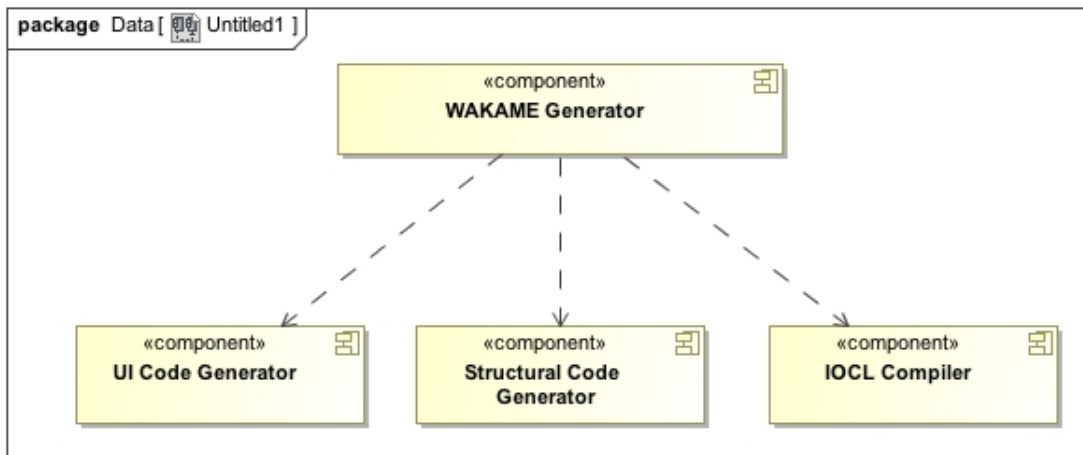 package Data [ Untitled1 ]
«component»
WAKAME Generator
«component»
UI Code Generator
«component»
Structural Code
Generator
«component»
IOCL Compiler